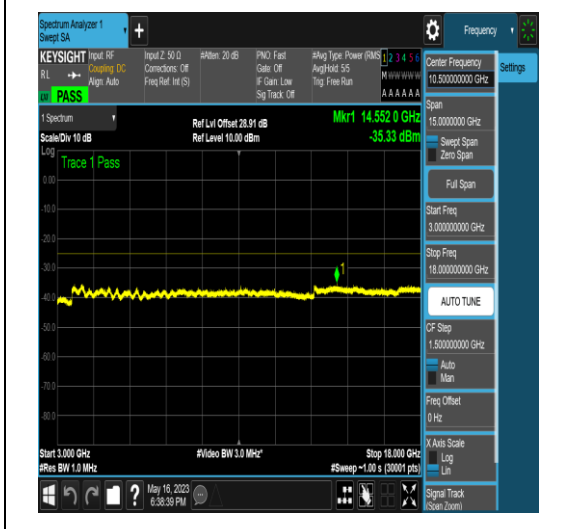 Spectrum Analyzer 1
Swept SA
+
Frequency
KEYSIGHT
Input: RF
Coupling: DC
Align: Auto
Input Z: 50 Ω
Corrections: Off
Freq Ref: Int (S)
#Atten: 20 dB
PNO: Fast
Gate: Off
IF Gain: Low
Sig Track: Off
#Avg Type: Power (RMS
Avg|Hold: 5/5
Trig: Free Run
1 2 3 4 5 6
M W W W W W
A A A A A A
RL
PASS
1 Spectrum
Scale/Div 10 dB
Ref Lvl Offset 28.91 dB
Ref Level 10.00 dBm
Mkr1 14.552 0 GHz
-35.33 dBm
Log
Trace 1 Pass
0.00
-10.0
-20.0
-30.0
-40.0
-50.0
-60.0
-70.0
-80.0
1
Start 3.000 GHz
#Res BW 1.0 MHz
#Video BW 3.0 MHz*
Stop 18.000 GHz
#Sweep ~1.00 s (30001 pts)
May 16, 2023
6:38:39 PM
?
Center Frequency
10.500000000 GHz
Settings
Span
15.0000000 GHz
Swept Span
Zero Span
Full Span
Start Freq
3.000000000 GHz
Stop Freq
18.000000000 GHz
AUTO TUNE
CF Step
1.500000000 GHz
Auto
Man
Freq Offset
0 Hz
X Axis Scale
Log
Lin
Signal Track
(Span Zoom)